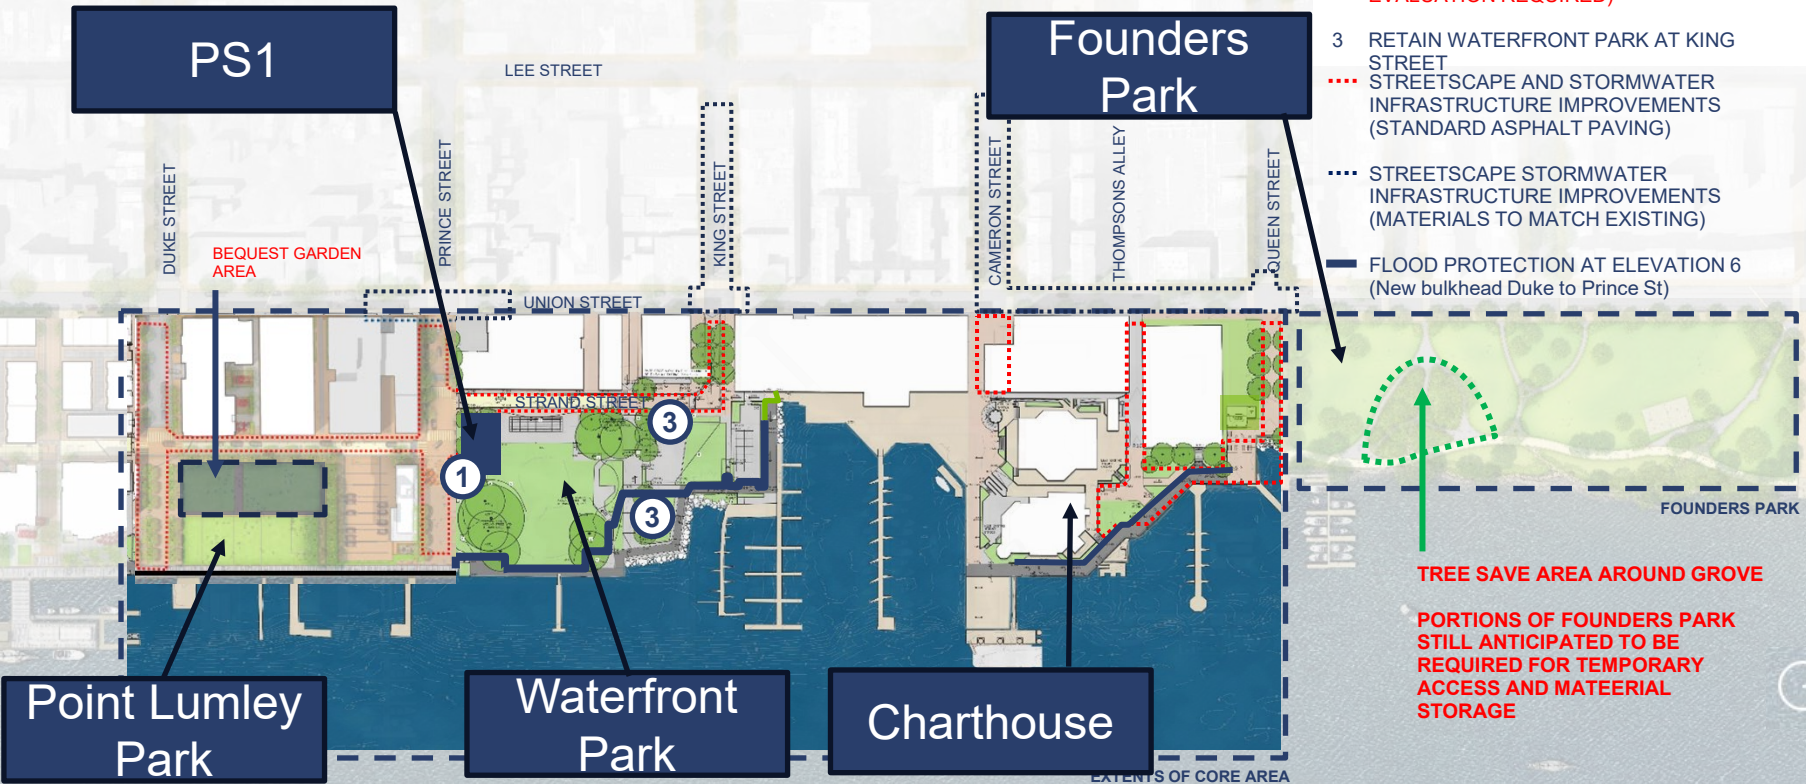 PS1
Founders
Park
EVALUATION REQUIRED)
3 RETAIN WATERFRONT PARK AT KING
STREET
STREETSCAPE AND STORMWATER
INFRASTRUCTURE IMPROVEMENTS
(STANDARD ASPHALT PAVING)
STREETSCAPE STORMWATER
INFRASTRUCTURE IMPROVEMENTS
(MATERIALS TO MATCH EXISTING)
FLOOD PROTECTION AT ELEVATION 6
(New bulkhead Duke to Prince St)
LEE STREET
DUKE STREET
PRINCE STREET
KING STREET
CAMERON STREET
THOMPSONS ALLEY
QUEEN STREET
BEQUEST GARDEN
AREA
UNION STREET
STRAND STREET
3
1
3
FOUNDERS PARK
TREE SAVE AREA AROUND GROVE
PORTIONS OF FOUNDERS PARK
STILL ANTICIPATED TO BE
REQUIRED FOR TEMPORARY
ACCESS AND MATEERIAL
STORAGE
Point Lumley
Park
Waterfront
Park
Charthouse
EXTENTS OF CORE AREA